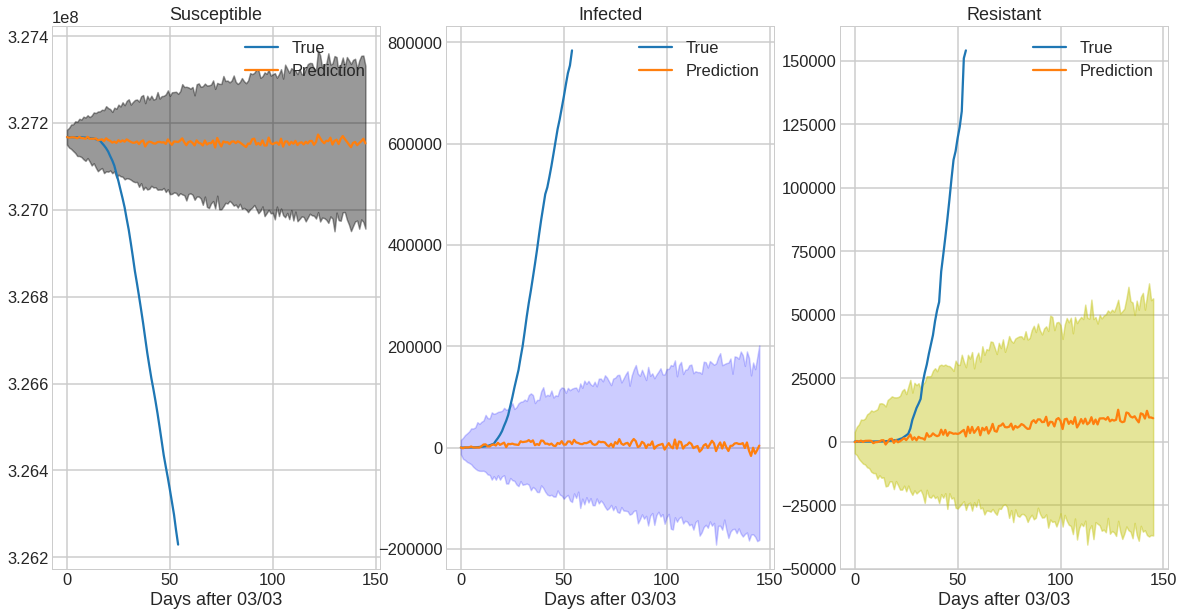 Susceptible
1e8
3.274
3.272
3.270
3.268
3.266
3.264
3.262
True
Prediction
0
50
100
150
Days after 03/03
Infected
800000
600000
400000
200000
0
−200000
True
Prediction
0
50
100
150
Days after 03/03
Resistant
150000
125000
100000
75000
50000
25000
0
−25000
−50000
True
Prediction
0
50
100
150
Days after 03/03